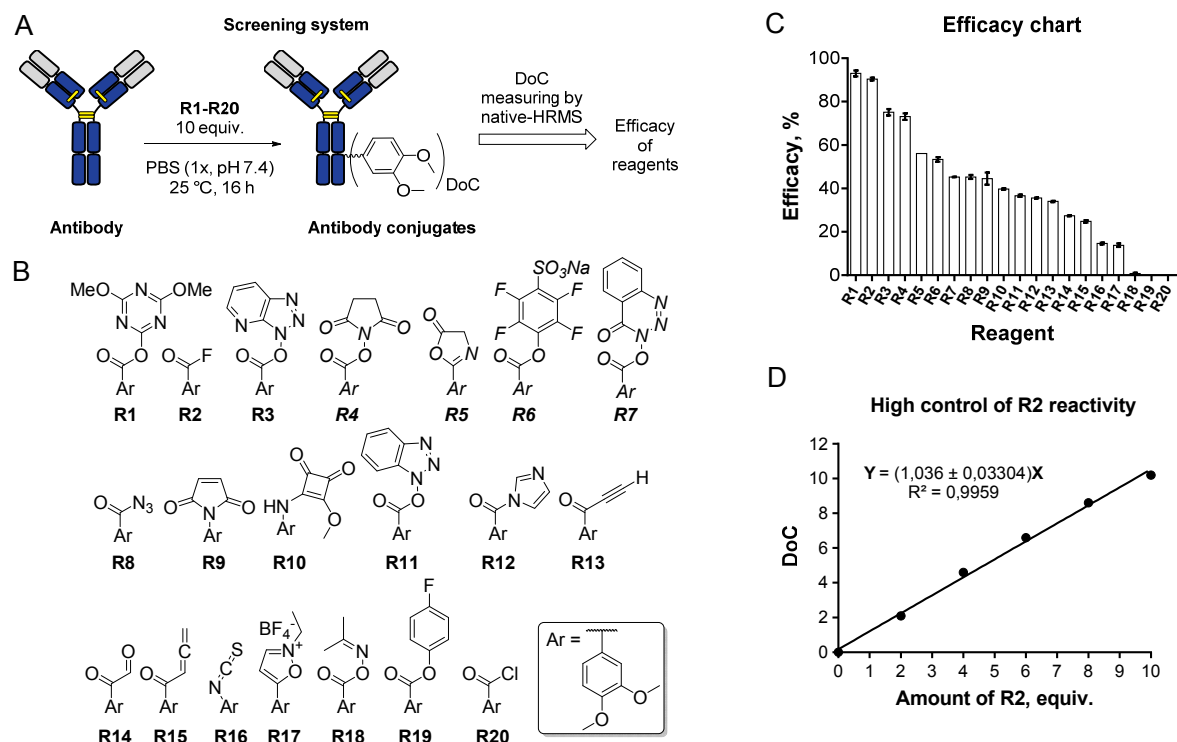 A
Screening system
R1-R20
10 equiv.
PBS (1x, pH 7.4)
25 °C, 16 h
O
O
DoC
DoC
measuring by
native-HRMS
Efficacy
of
reagents
Antibody
Antibody conjugates
B
MeO N OMe
N N
O O
Ar
R1
O F
Ar
R2
N N
N N
O O
Ar
R3
O N O
O O
Ar
R4
O
O N
Ar
R5
SO3Na
F F
F F
O O
Ar
R6
N
N
O N
O O
Ar
R7
O N3
Ar
R8
O N O
Ar
R9
O O
HN O
Ar
R10
N
N
N
O O
Ar
R11
N
O N
Ar
R12
H
O
Ar
R13
O
O
Ar
R14
O
Ar
R15
S
C
N
Ar
R16
BF4-
N+
O
Ar
R17
N
O O
Ar
R18
F
O O
Ar
R19
O Cl
Ar
R20
Ar =
O
O
C
Efficacy chart
Efficacy, %
100
80
60
40
20
0
R1 R2 R3 R4 R5 R6 R7 R8 R9 R10 R11 R12 R13 R14 R15 R16 R17 R18 R19 R20
Reagent
D
High control of R2 reactivity
Y = (1,036 ± 0,03304)X
R² = 0,9959
DoC
12
10
8
6
4
2
0
0 2 4 6 8 10
Amount of R2, equiv.